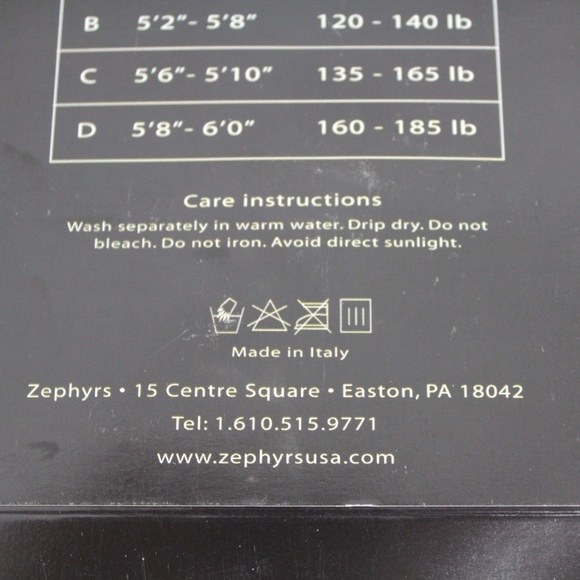 B 5'2"- 5'8" 120 - 140 lb
C 5'6"- 5'10" 135 - 165 lb
D 5'8"- 6'0" 160 - 185 lb
Care instructions
Wash separately in warm water. Drip dry. Do not
bleach. Do not iron. Avoid direct sunlight.
Made in Italy
Zephyrs • 15 Centre Square • Easton, PA 18042
Tel: 1.610.515.9771
www.zephyrsusa.com